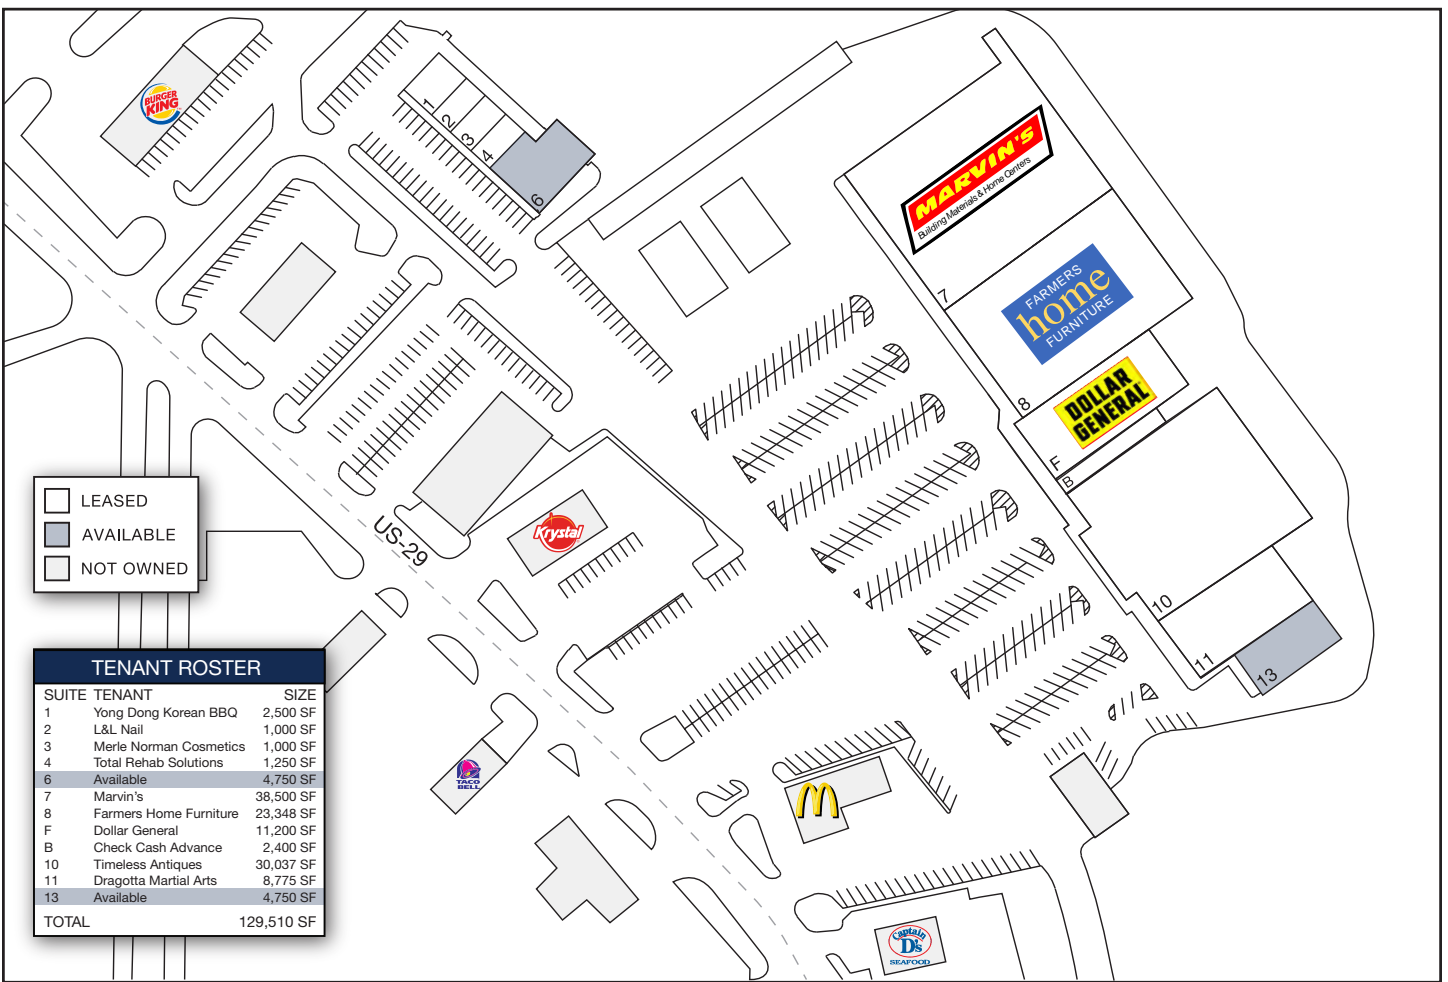 BURGER
KING
1
2
3
4
6
MARVIN'S
Building Materials & Home Centers
7
FARMERS
home
FURNITURE
8
DOLLAR
GENERAL
F
B
10
11
13
US-29
Krystal
TACO
BELL
Captain
D's
SEAFOOD
LEASED
AVAILABLE
NOT OWNED
TENANT ROSTER
SUITE TENANT SIZE
1 Yong Dong Korean BBQ 2,500 SF
2 L&L Nail 1,000 SF
3 Merle Norman Cosmetics 1,000 SF
4 Total Rehab Solutions 1,250 SF
6 Available 4,750 SF
7 Marvin's 38,500 SF
8 Farmers Home Furniture 23,348 SF
F Dollar General 11,200 SF
B Check Cash Advance 2,400 SF
10 Timeless Antiques 30,037 SF
11 Dragotta Martial Arts 8,775 SF
13 Available 4,750 SF
TOTAL 129,510 SF